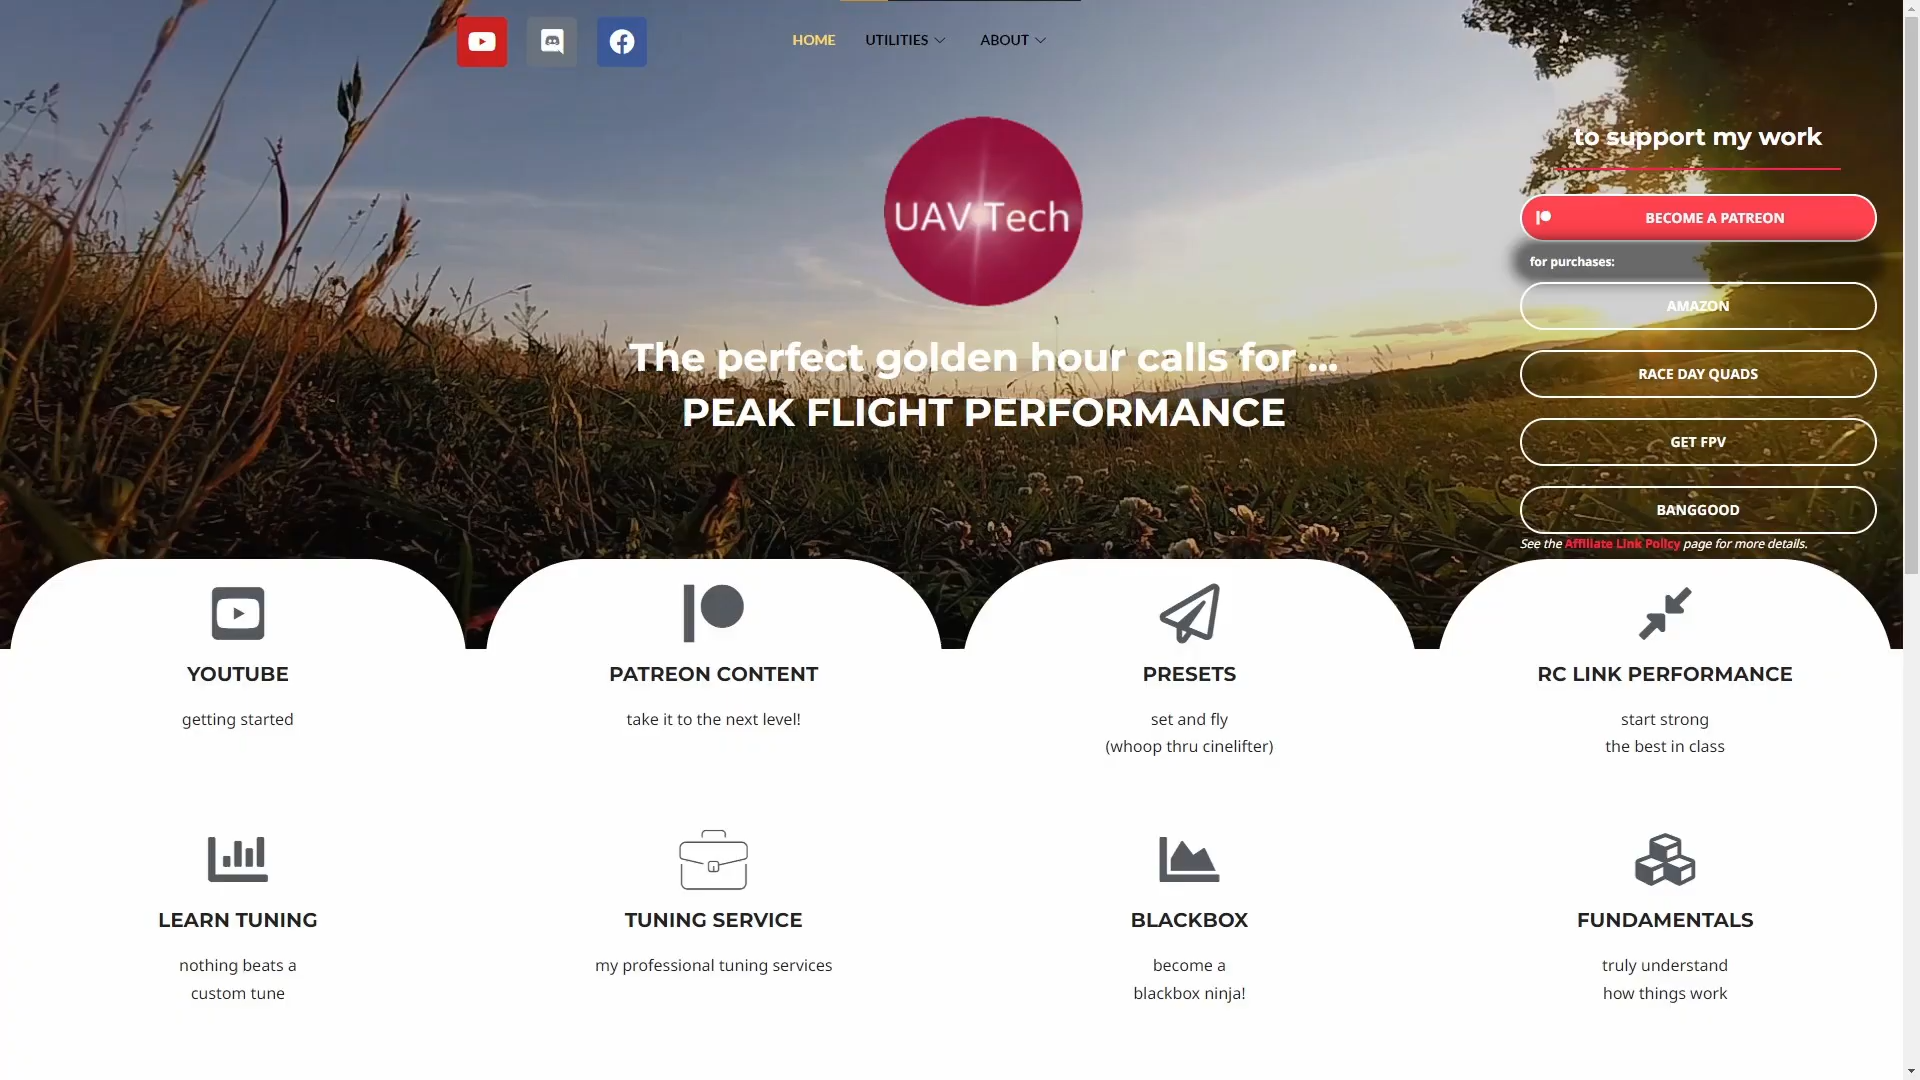 HOME
UTILITIES
ABOUT
UAV Tech
The perfect golden hour calls for ...
PEAK FLIGHT PERFORMANCE
to support my work
BECOME A PATREON
for purchases:
AMAZON
RACE DAY QUADS
GET FPV
BANGGOOD
See the Affiliate Link Policy page for more details.
YOUTUBE
getting started
PATREON CONTENT
take it to the next level!
PRESETS
set and fly
(whoop thru cinelifter)
RC LINK PERFORMANCE
start strong
the best in class
LEARN TUNING
nothing beats a
custom tune
TUNING SERVICE
my professional tuning services
BLACKBOX
become a
blackbox ninja!
FUNDAMENTALS
truly understand
how things work